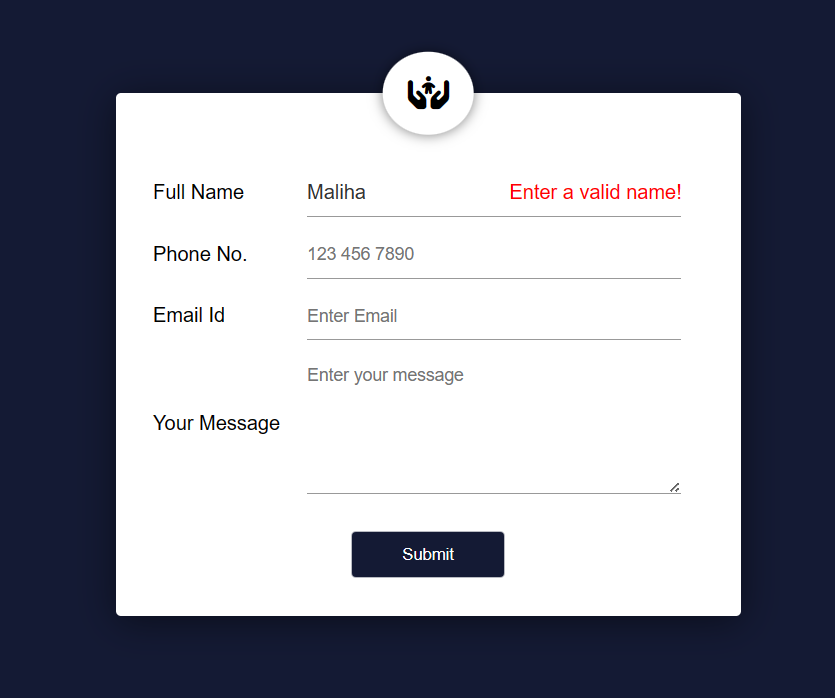 Full Name Maliha Enter a valid name!
Phone No. 123 456 7890
Email Id Enter Email
Enter your message
Your Message
Submit